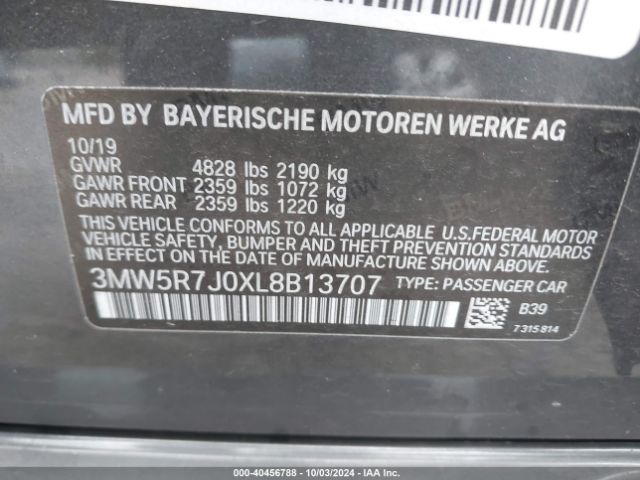 MFD BY BAYERISCHE MOTOREN WERKE AG
10/19
GVWR 4828 lbs 2190 kg
GAWR FRONT 2359 lbs 1072 kg
GAWR REAR 2359 lbs 1220 kg
THIS VEHICLE CONFORMS TO ALL APPLICABLE U.S.FEDERAL MOTOR
VEHICLE SAFETY, BUMPER AND THEFT PREVENTION STANDARDS IN
EFFECT ON THE DATE OF MANUFACTURE SHOWN ABOVE.
3MW5R7J0XL8B13707 TYPE: PASSENGER CAR
B39
7315814
© - 40456788 - 10/03/2024 - IAA Inc.